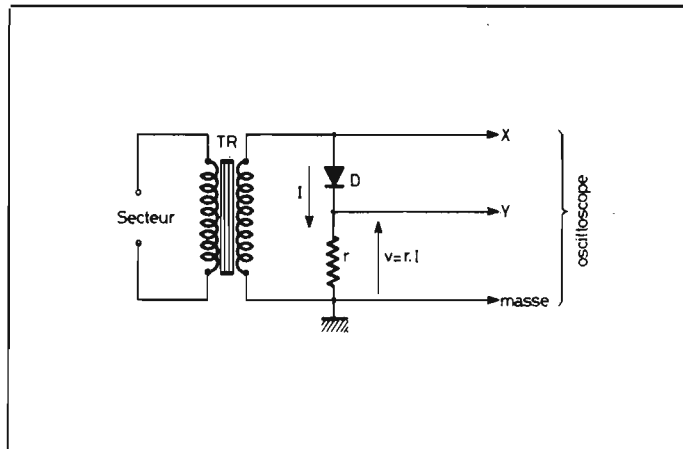 TR
X
I
D
Secteur
Y
r
v=r.I
oscilloscope
masse